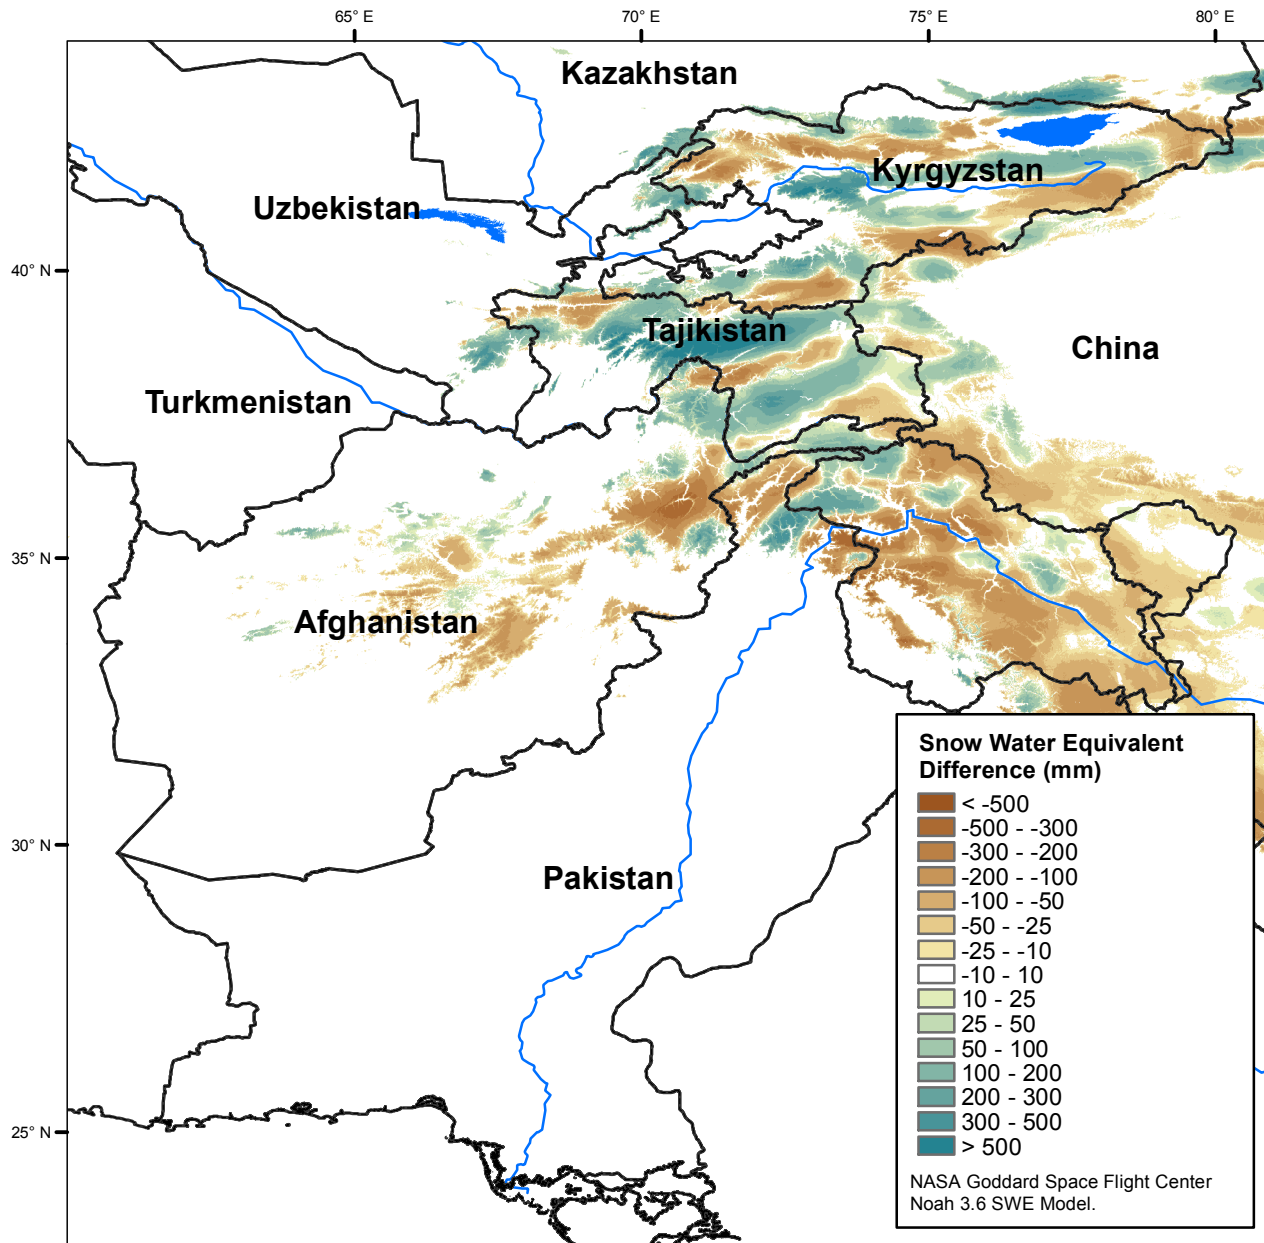 65° E
70° E
75° E
80° E
Kazakhstan
Kyrgyzstan
Uzbekistan
40° N
Tajikistan
China
Turkmenistan
35° N
Afghanistan
Snow Water Equivalent
Difference (mm)
< -500
-500 - -300
-300 - -200
-200 - -100
-100 - -50
-50 - -25
-25 - -10
-10 - 10
10 - 25
25 - 50
50 - 100
100 - 200
200 - 300
300 - 500
> 500
NASA Goddard Space Flight Center
Noah 3.6 SWE Model.
30° N
Pakistan
25° N